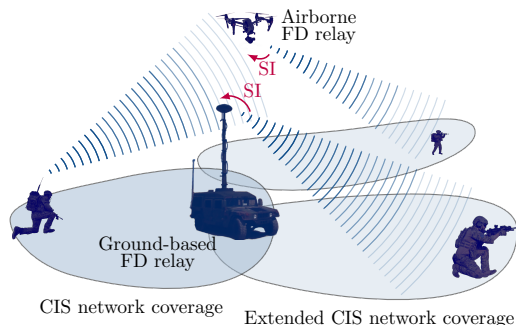 Airborne
FD relay
SI
SI
Ground-based
FD relay
CIS network coverage
Extended CIS network coverage